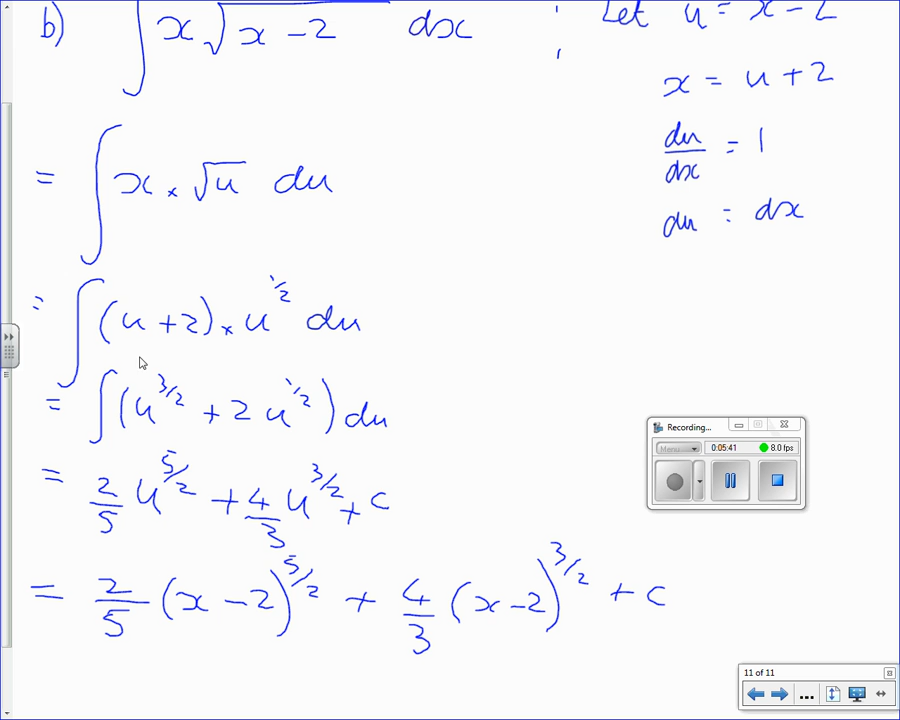 b) ∫ x√(x - 2) dx
Let u = x - 2
x = u + 2
du/dx = 1
du = dx
= ∫ x × √u du
= ∫ (u + 2) × u^1/2 du
= ∫ (u^3/2 + 2u^1/2) du
= 2/5 u^5/2 + 4/3 u^3/2 + c
= 2/5 (x - 2)^5/2 + 4/3 (x - 2)^3/2 + c
Recording...
Menu
0:05:41
8.0 fps
11 of 11
...